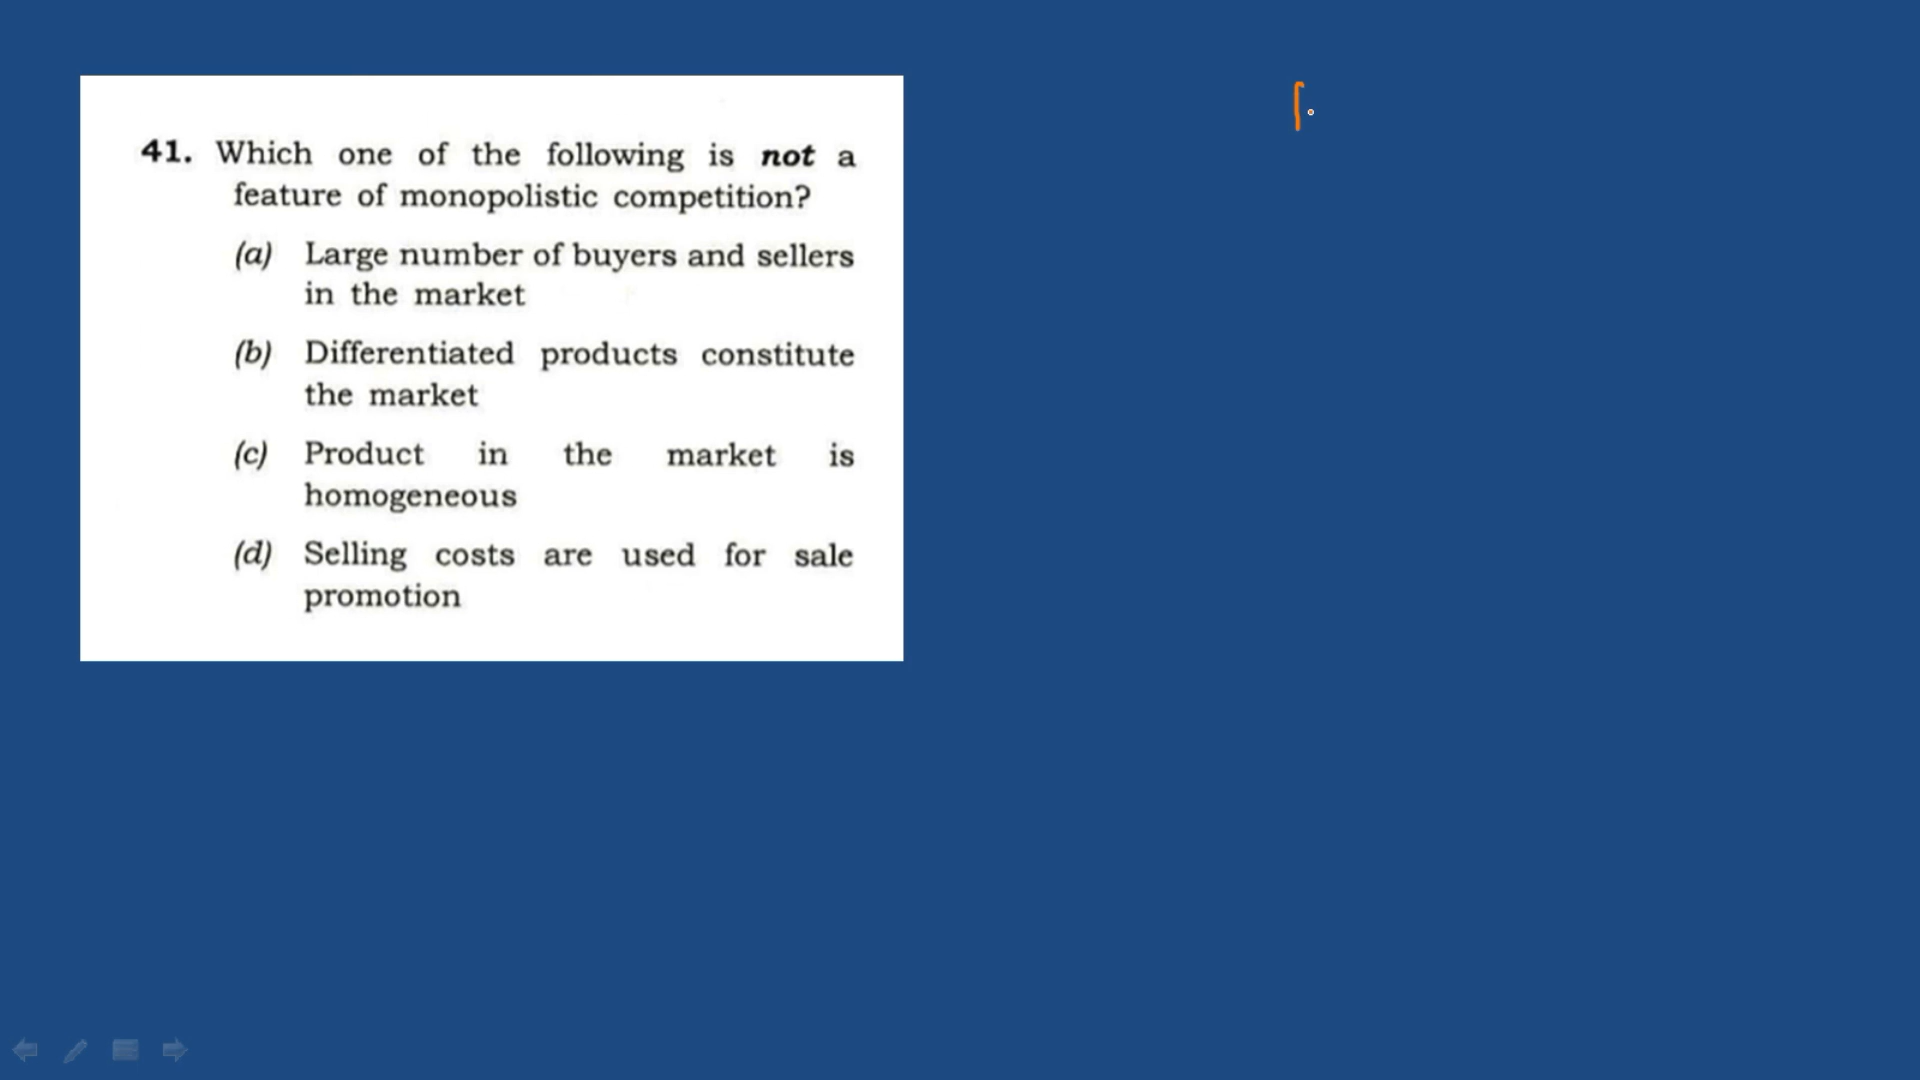 41. Which one of the following is not a
feature of monopolistic competition?
(a) Large number of buyers and sellers
in the market
(b) Differentiated products constitute
the market
(c) Product in the market is
homogeneous
(d) Selling costs are used for sale
promotion